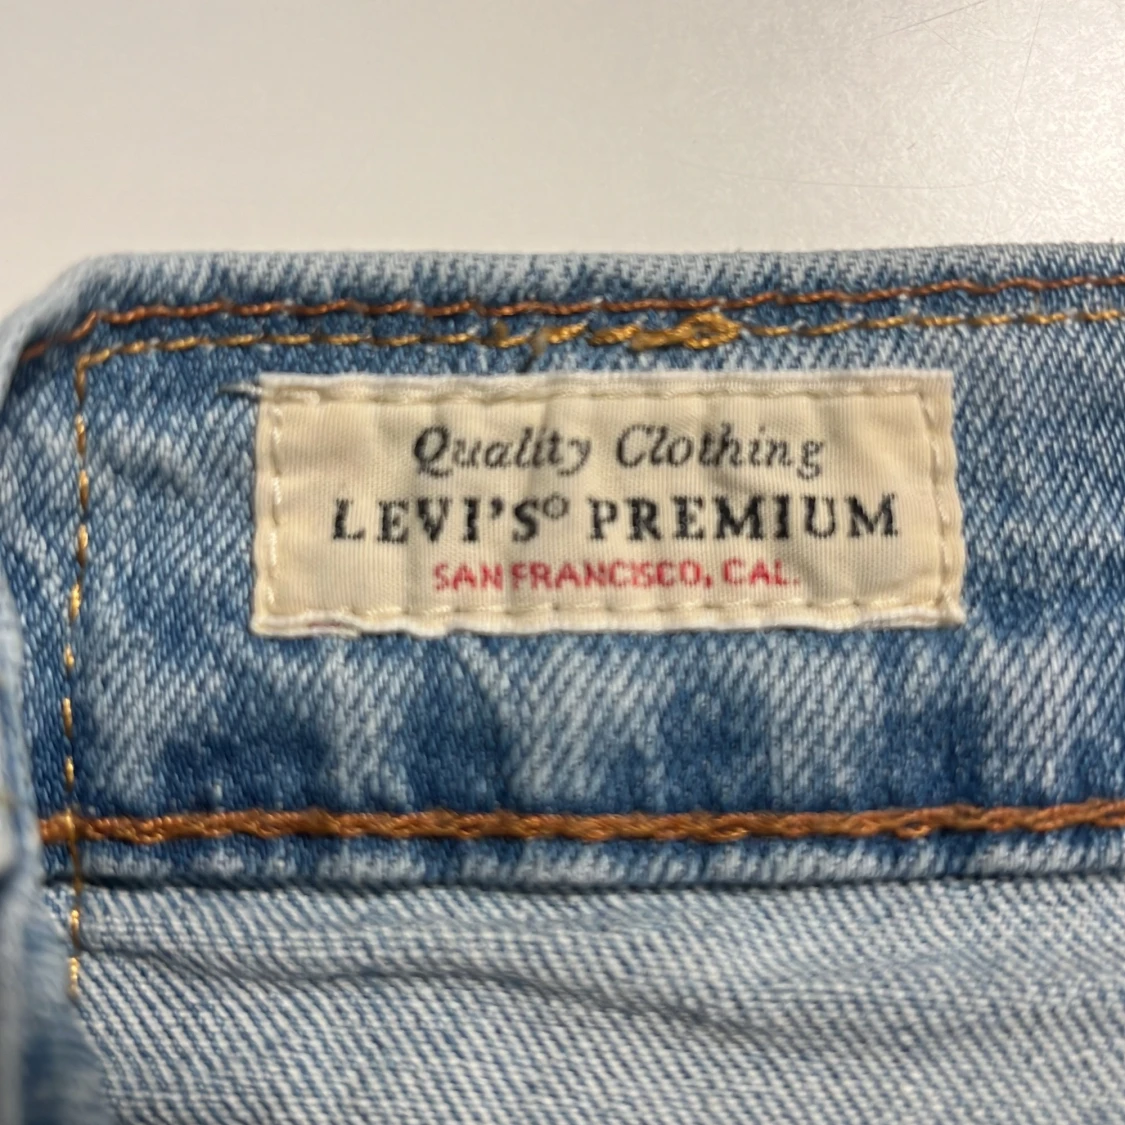 Quality Clothing
LEVI'S® PREMIUM
SAN FRANCISCO, CAL.